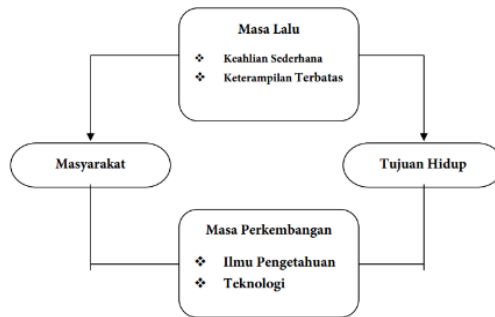 Masa Lalu
❖ Keahlian Sederhana
❖ Keterampilan Terbatas
Masyarakat
Tujuan Hidup
Masa Perkembangan
❖ Ilmu Pengetahuan
❖ Teknologi